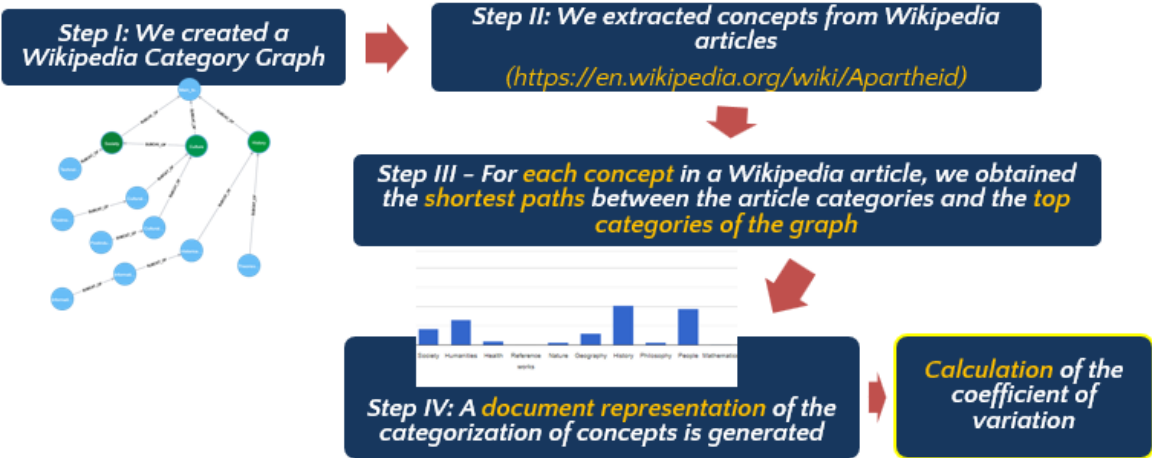 Step I: We created a
Wikipedia Category Graph
Step II: We extracted concepts from Wikipedia
articles
(https://en.wikipedia.org/wiki/Apartheid)
Society
Culture
History
Step III – For each concept in a Wikipedia article, we obtained
the shortest paths between the article categories and the top
categories of the graph
Society Humanities Health Reference Nature Geography History Philosophy People Mathematics
works
Step IV: A document representation of the
categorization of concepts is generated
Calculation of the
coefficient of
variation